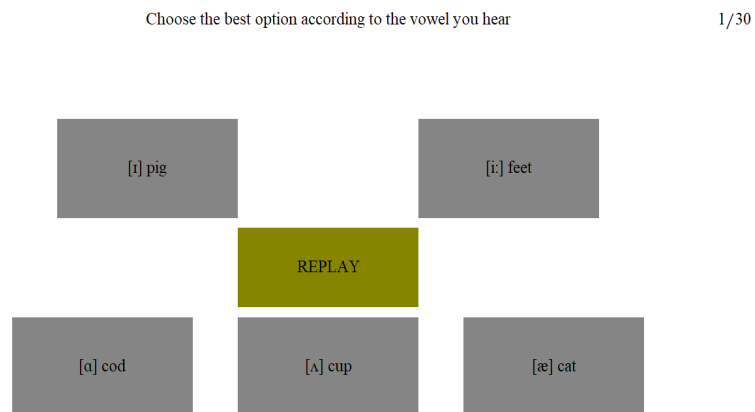 Choose the best option according to the vowel you hear 1/30
[ɪ] pig [i:] feet
REPLAY
[ɑ] cod [ʌ] cup [æ] cat